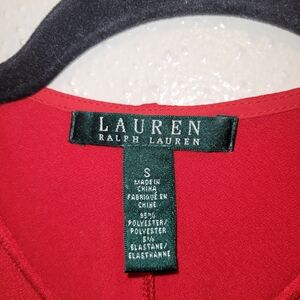 LAUREN
RALPH LAUREN
S
MADE IN
CHINA
FABRIQUÉ EN
CHINE
95%
POLYESTER/
POLYESTER
5%
ELASTANE/
ELASTHANNE